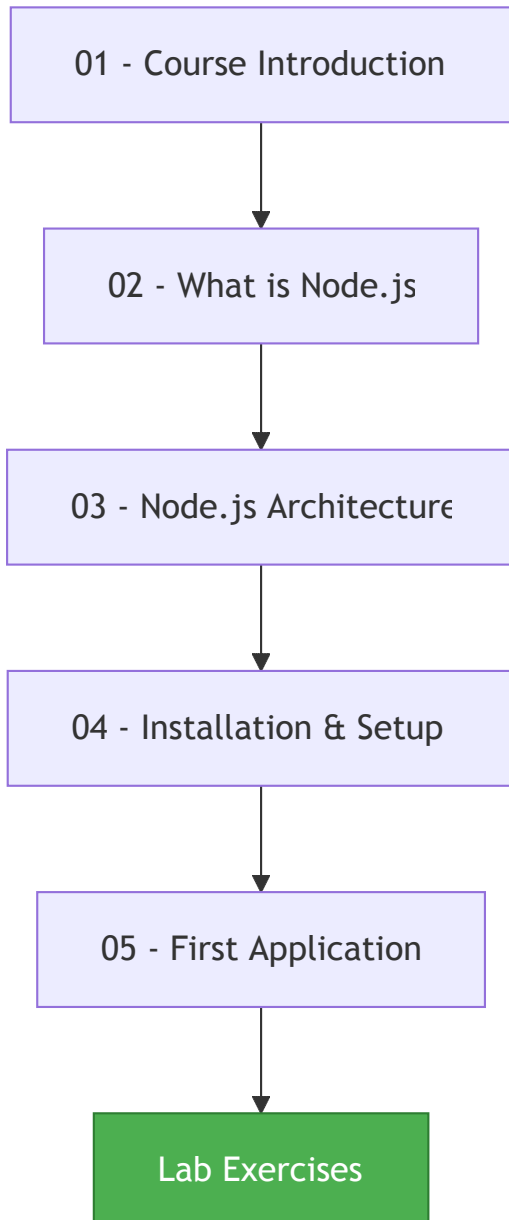 01 - Course Introduction
02 - What is Node.js
03 - Node.js Architecture
04 - Installation & Setup
05 - First Application
Lab Exercises